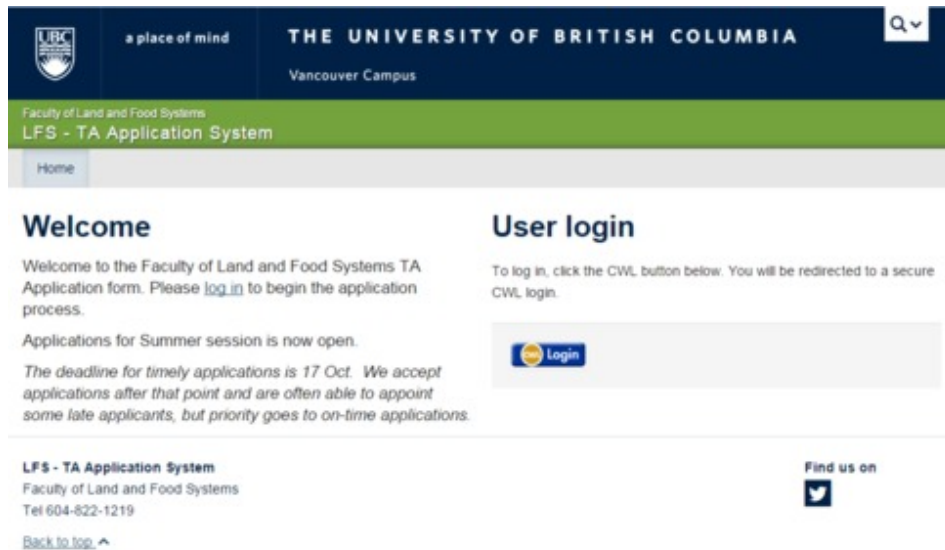 UBC
a place of mind
THE UNIVERSITY OF BRITISH COLUMBIA
Vancouver Campus
Faculty of Land and Food Systems
LFS - TA Application System
Home
Welcome
Welcome to the Faculty of Land and Food Systems TA
Application form. Please log in to begin the application
process.
Applications for Summer session is now open.
The deadline for timely applications is 17 Oct. We accept
applications after that point and are often able to appoint
some late applicants, but priority goes to on-time applications.
User login
To log in, click the CWL button below. You will be redirected to a secure
CWL login.
CWL Login
LFS - TA Application System
Faculty of Land and Food Systems
Tel 604-822-1219
Back to top
Find us on